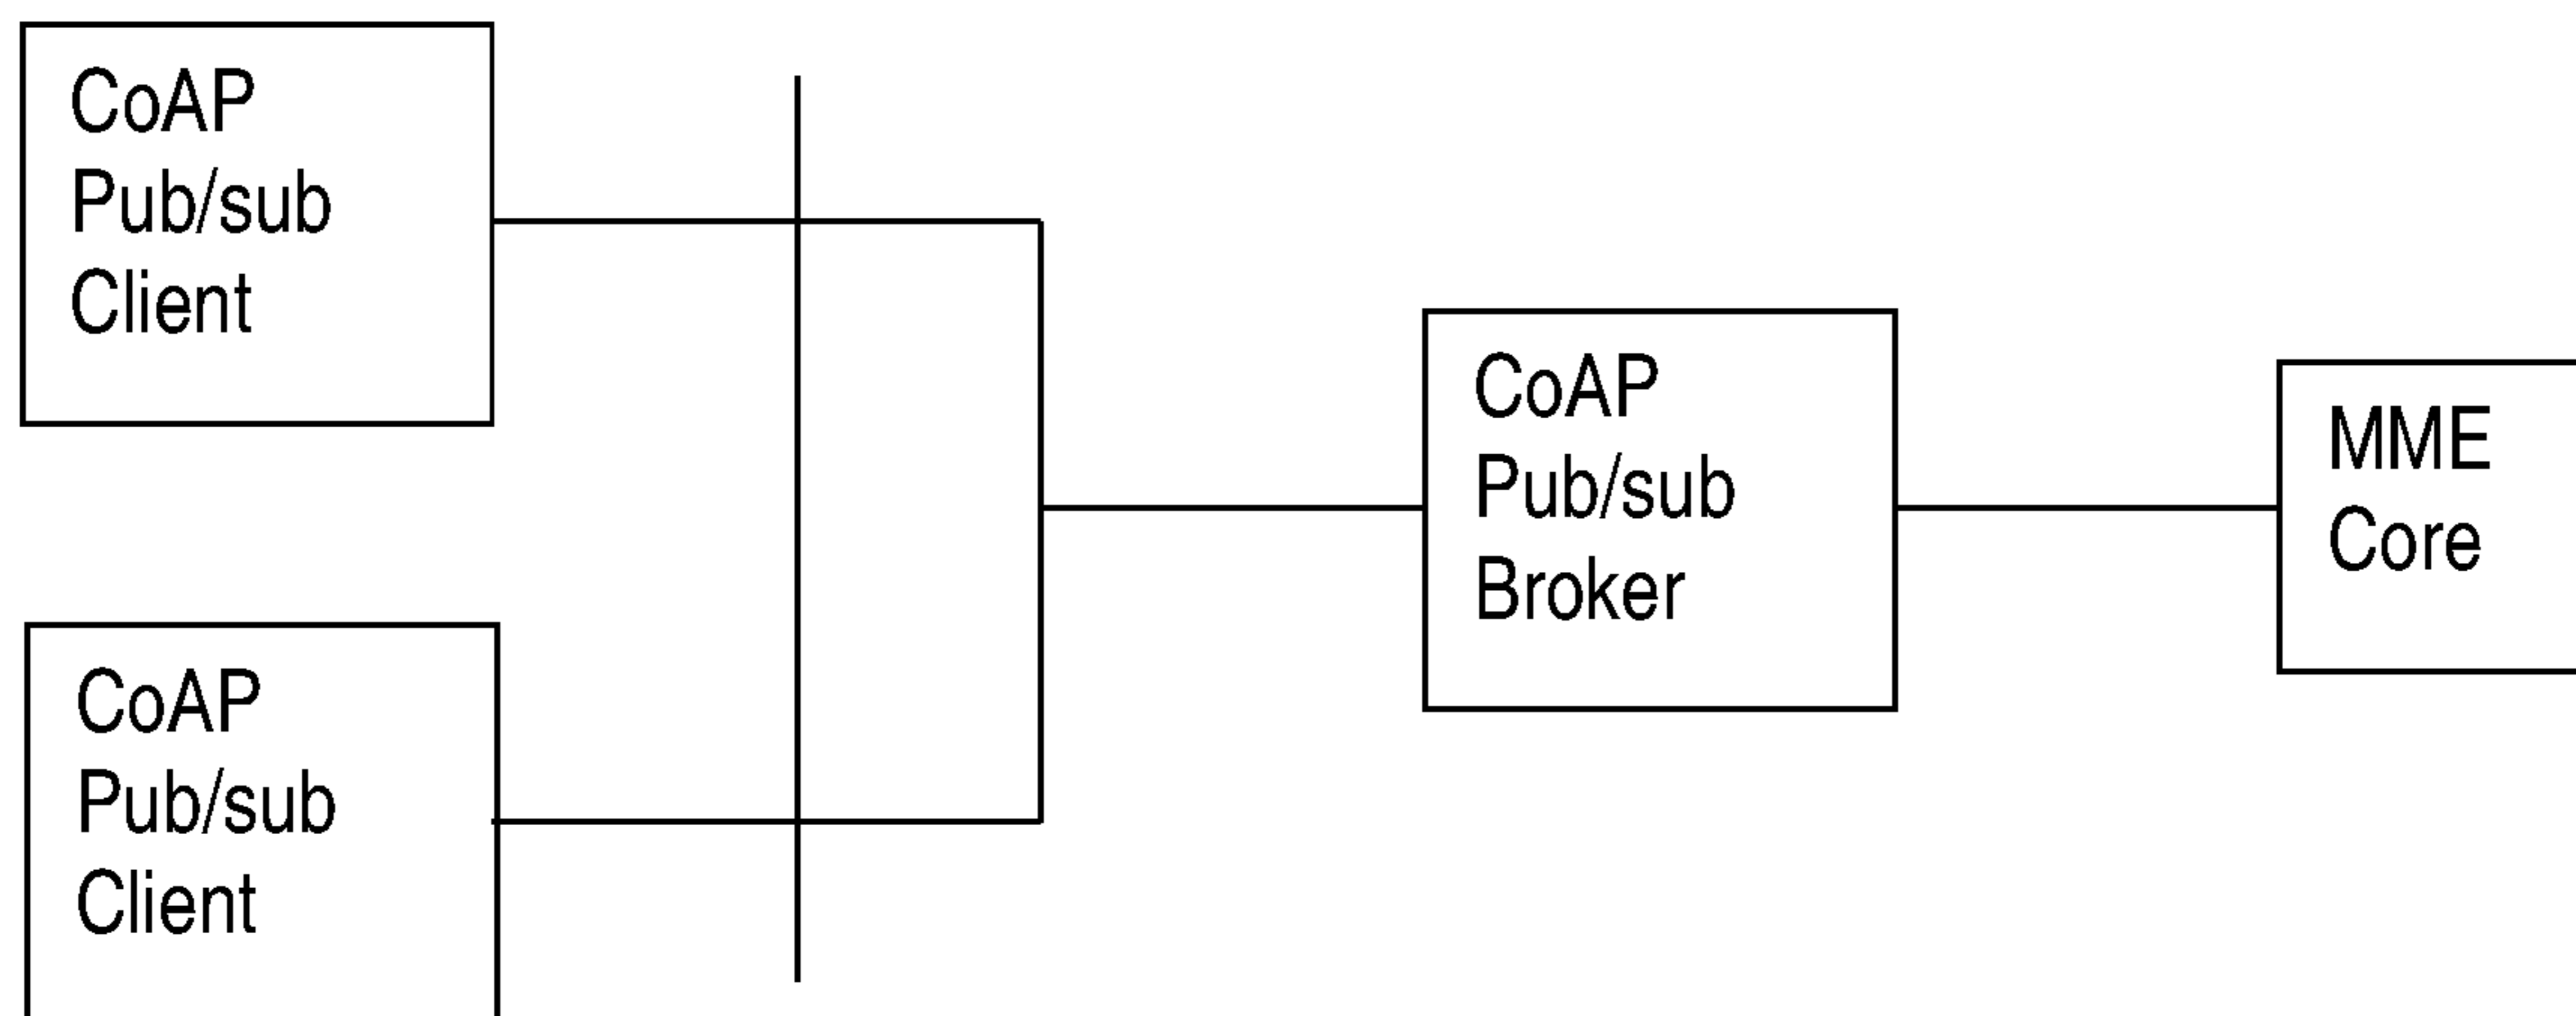 CoAP
Pub/sub
Client
CoAP
Pub/sub
Broker
MME
Core
CoAP
Pub/sub
Client